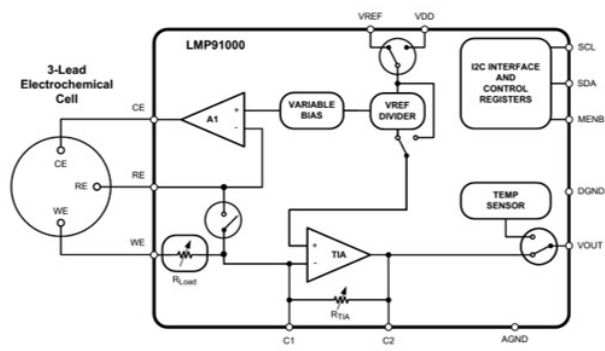 VREF
VDD
LMP91000
3-Lead
Electrochemical
Cell
SCL
I2C INTERFACE
AND
CONTROL
REGISTERS
SDA
MENB
CE
A1
+
-
VARIABLE
BIAS
VREF
DIVIDER
CE
RE
RE
WE
WE
RLoad
TEMP
SENSOR
DGND
VOUT
+
-
TIA
RTIA
C1
C2
AGND